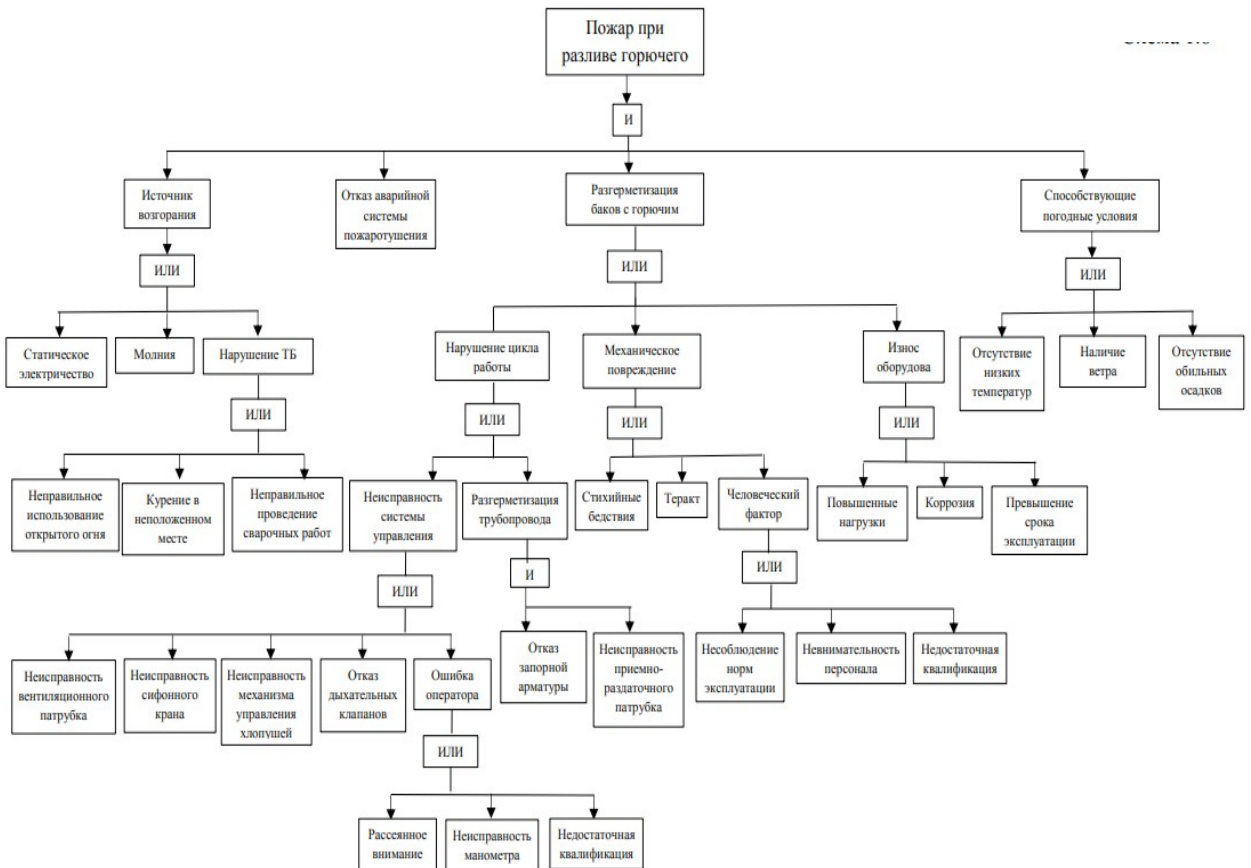 Пожар при
разливе горючего
И
Источник
возгорания
Отказ аварийной
системы
пожаротушения
Разгерметизация
баков с горючим
Способствующие
погодные условия
ИЛИ
ИЛИ
ИЛИ
Статическое
электричество
Молния
Нарушение ТБ
Нарушение цикла
работы
Механическое
повреждение
Износ
оборудова
Отсутствие
низких
температур
Наличие
ветра
Отсутствие
обильных
осадков
ИЛИ
ИЛИ
ИЛИ
ИЛИ
Неправильное
использование
открытого огня
Курение в
неположенном
месте
Неправильное
проведение
сварочных работ
Неисправность
системы
управления
Разгерметизация
трубопровода
Стихийные
бедствия
Теракт
Человеческий
фактор
Повышенные
нагрузки
Коррозия
Превышение
срока
эксплуатации
ИЛИ
И
ИЛИ
Неисправность
вентиляционного
патрубка
Неисправность
сифонного
крана
Неисправность
механизма
управления
хлопушей
Отказ
дыхательных
клапанов
Ошибка
оператора
Отказ
запорной
арматуры
Неисправность
приемно-
раздаточного
патрубка
Несоблюдение
норм
эксплуатации
Невнимательность
персонала
Недостаточная
квалификация
ИЛИ
Рассеянное
внимание
Неисправность
манометра
Недостаточная
квалификация